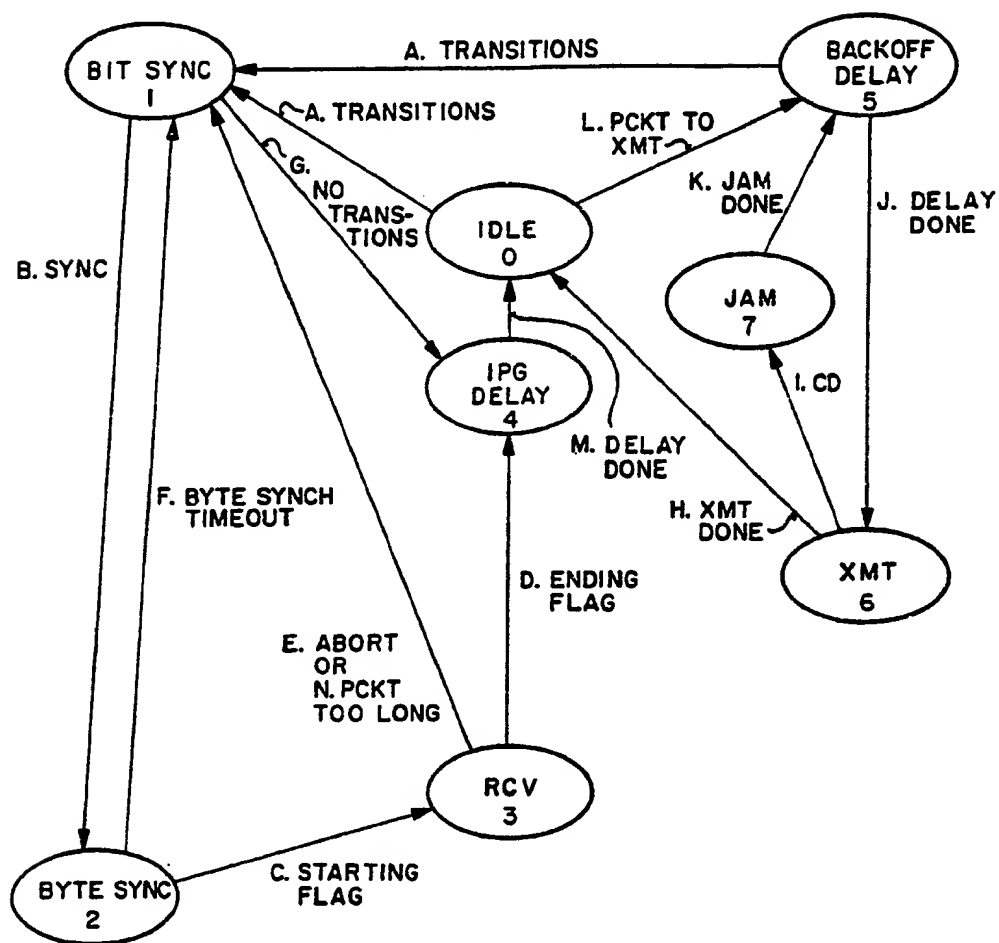 BIT SYNC
1
A. TRANSITIONS
BACKOFF
DELAY
5
A. TRANSITIONS
L. PCKT TO
XMT
G.
NO
TRANS-
TIONS
K. JAM
DONE
J. DELAY
DONE
IDLE
0
B. SYNC
JAM
7
IPG
DELAY
4
I. CD
M. DELAY
DONE
F. BYTE SYNCH
TIMEOUT
H. XMT
DONE
XMT
6
D. ENDING
FLAG
E. ABORT
OR
N. PCKT
TOO LONG
RCV
3
BYTE SYNC
2
C. STARTING
FLAG